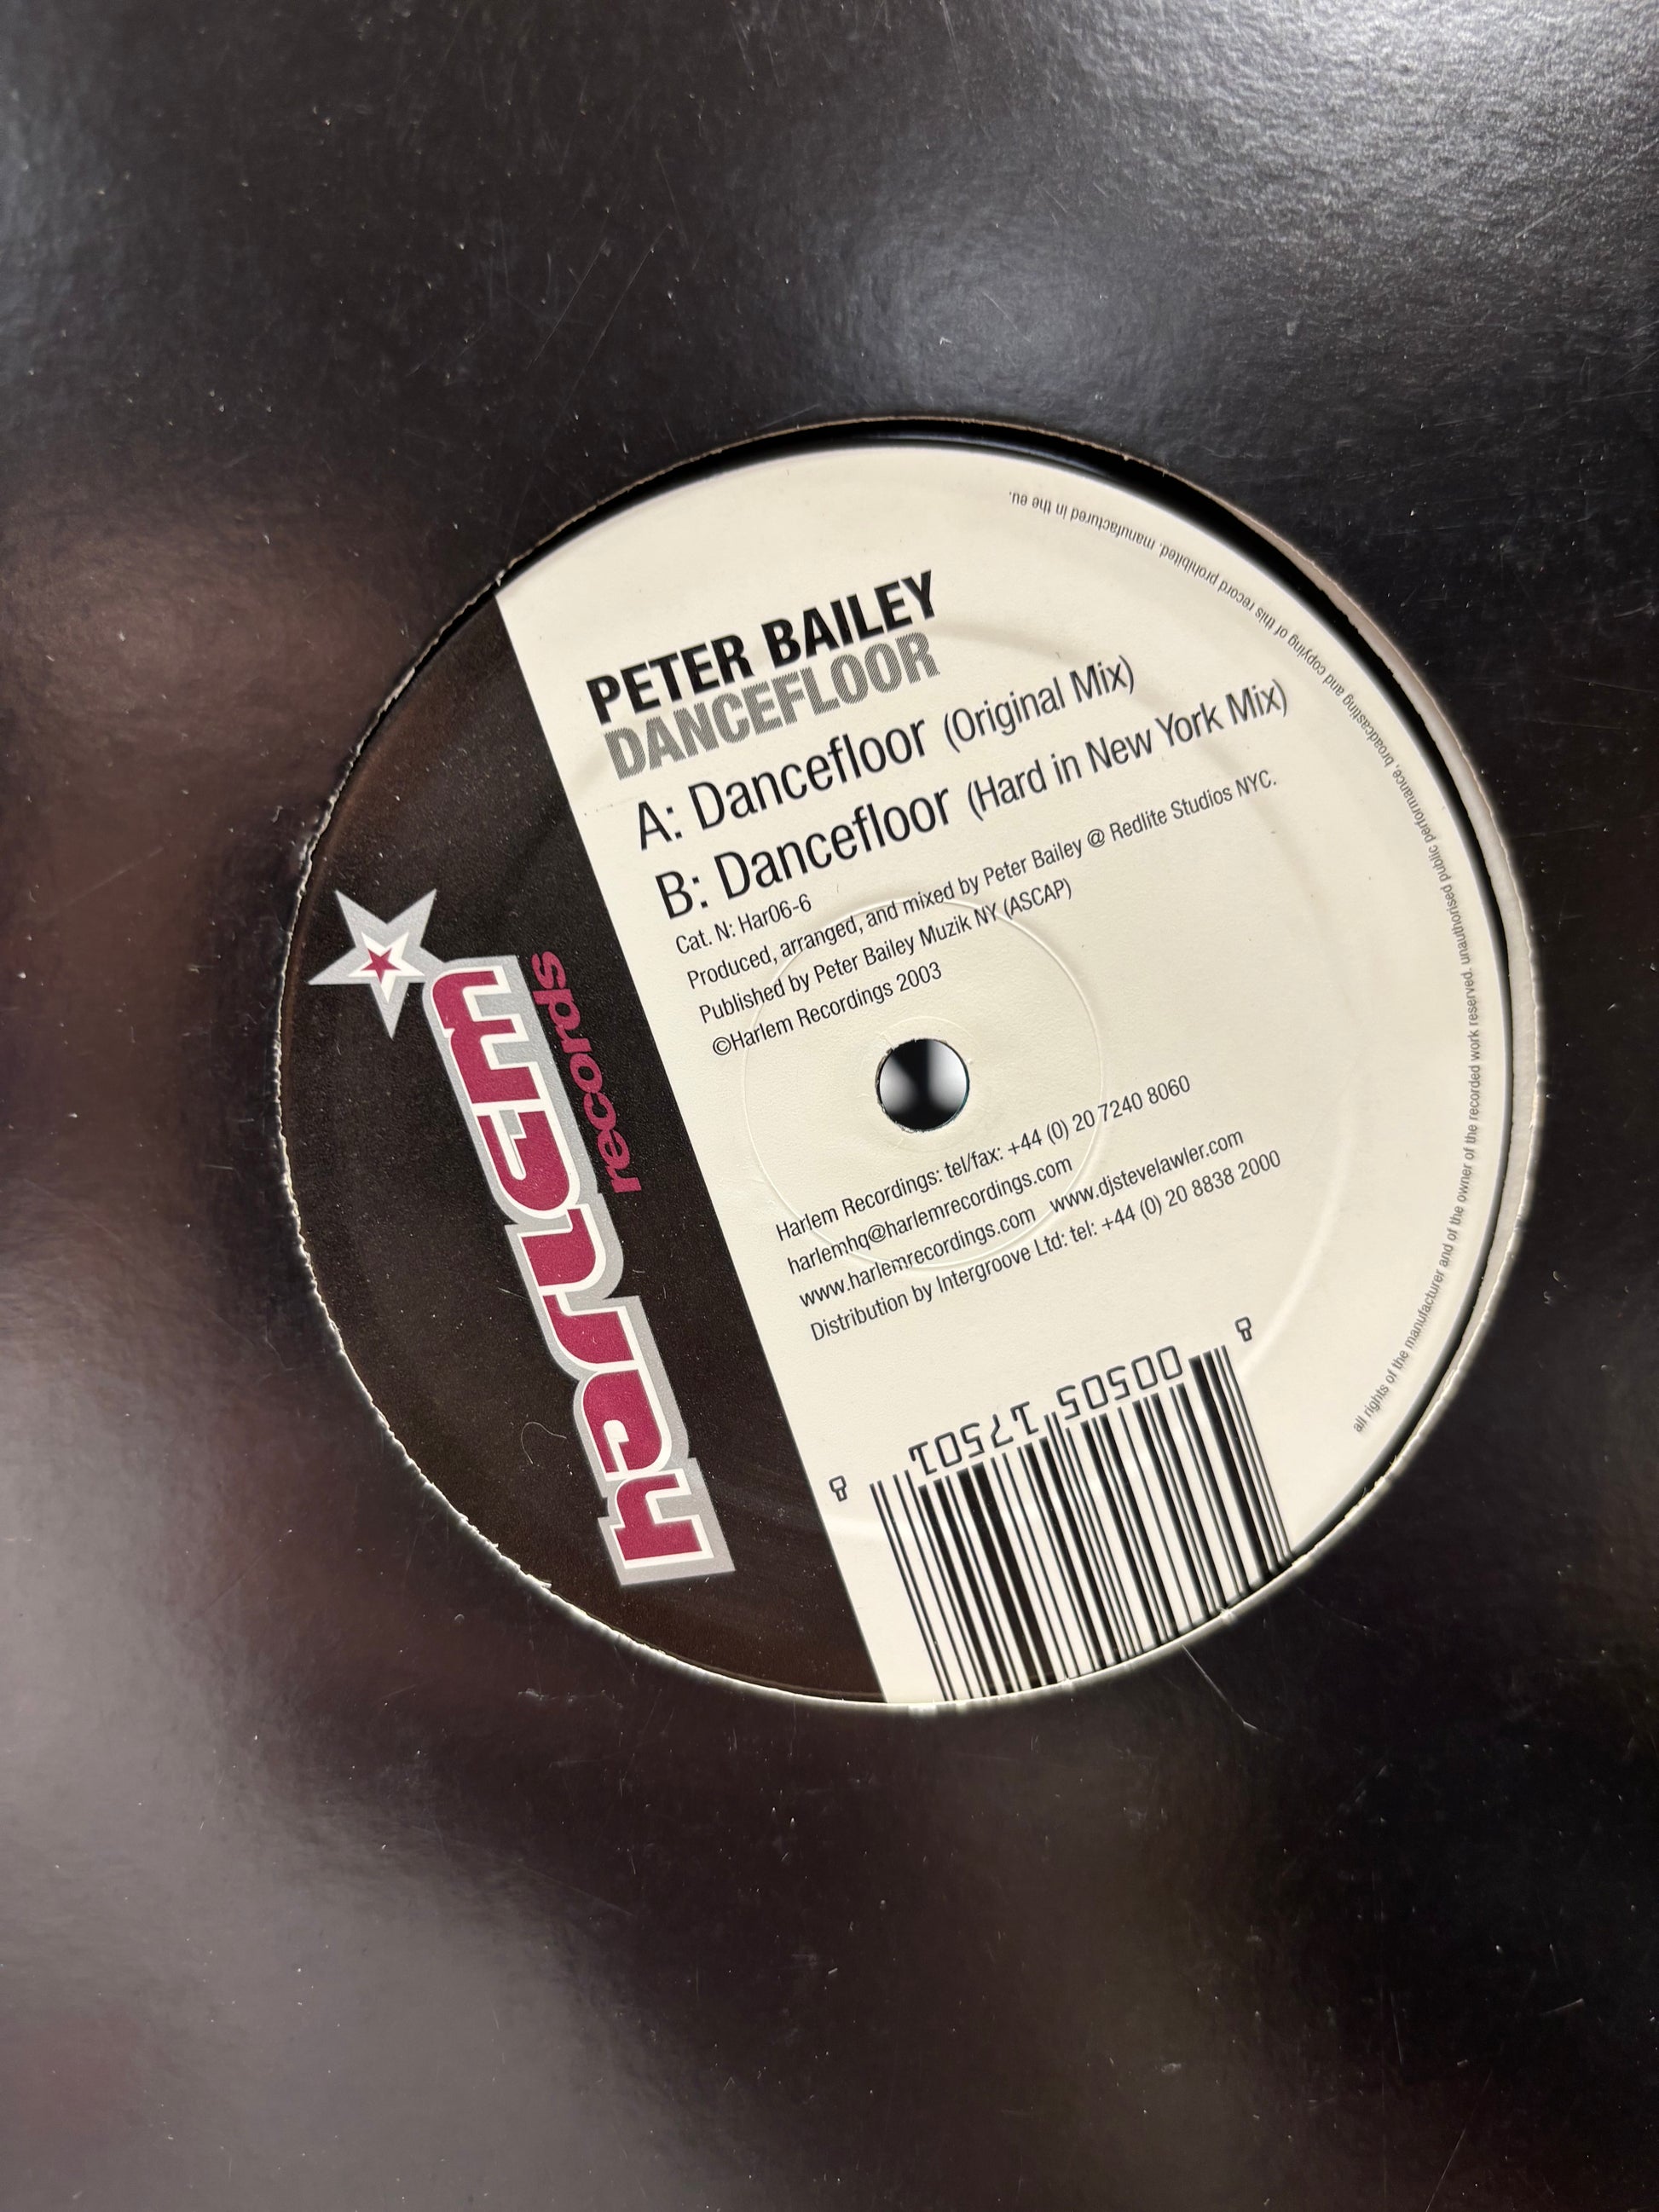 harlem
records
PETER BAILEY
DANCEFLOOR
A: Dancefloor (Original Mix)
B: Dancefloor (Hard in New York Mix)
Cat. N: Har06-6
Produced, arranged, and mixed by Peter Bailey @ Redlite Studios NYC.
Published by Peter Bailey Muzik NY (ASCAP)
©Harlem Recordings 2003
Harlem Recordings: tel/fax: +44 (0) 20 7240 8060
harlemhq@harlemrecordings.com
www.harlemrecordings.com www.djstevelawler.com
Distribution by Intergroove Ltd: tel: +44 (0) 20 8838 2000
8 00505 17501 8
all rights of the manufacturer and of the owner of the recorded work reserved. unauthorised public performance, broadcasting and copying of this record prohibited. manufactured in the eu.